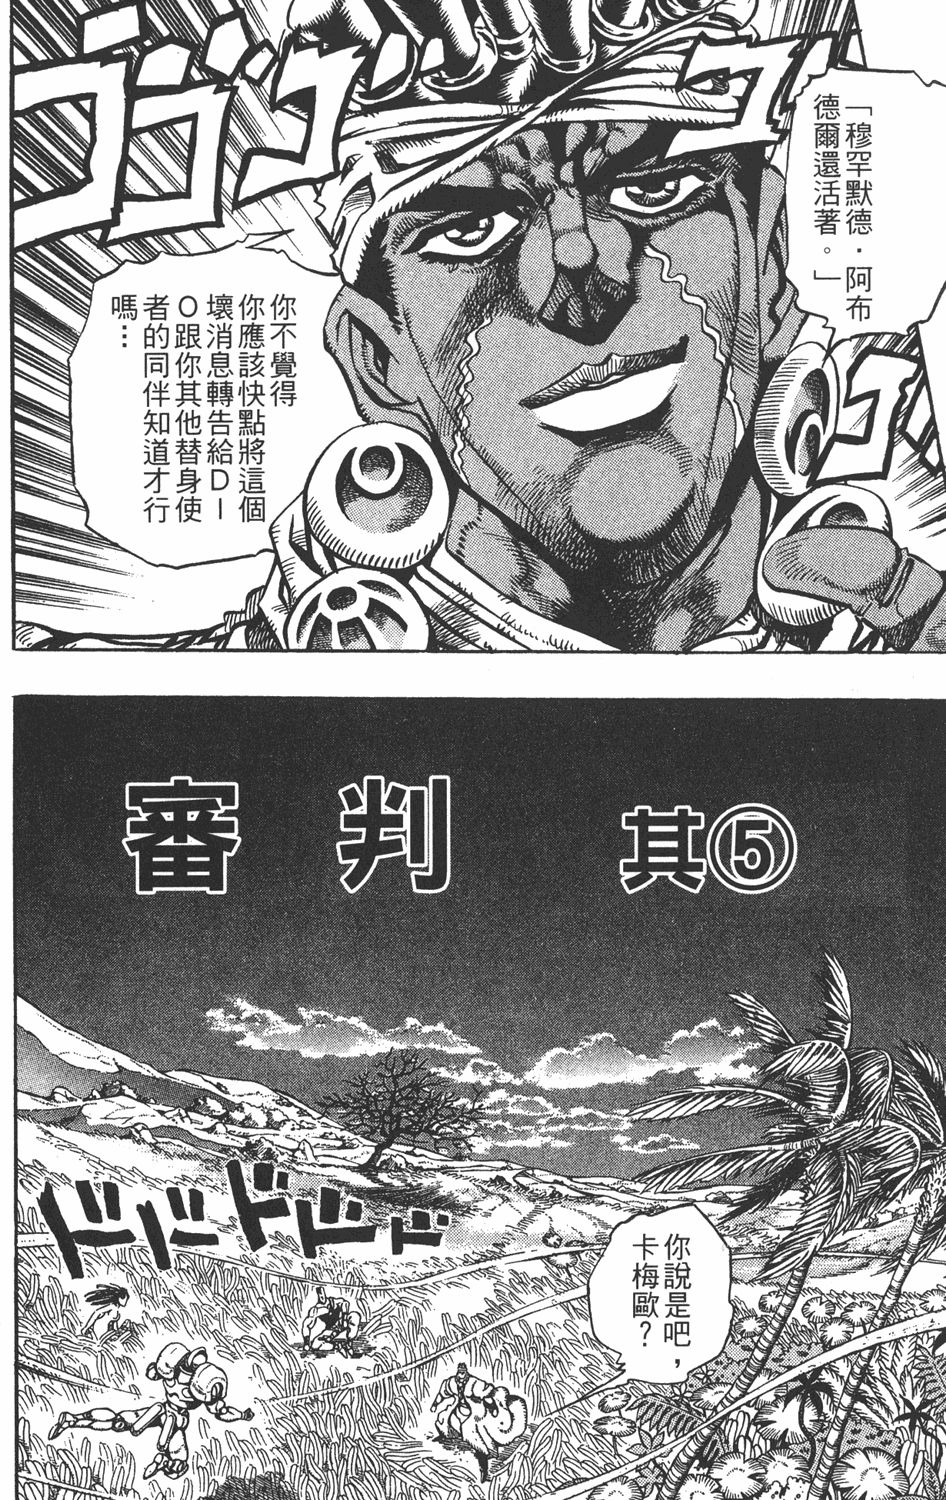 「穆罕默德·阿布
德爾還活著。」
你不覺得
你應該快點將這個
壞消息轉告給DI
O跟你其他替身使
者的同伴知道才行
嗎…
ゴゴゴゴ
ゴゴ
審判 其⑤
ドドドドドド
你說是吧，
卡梅歐？